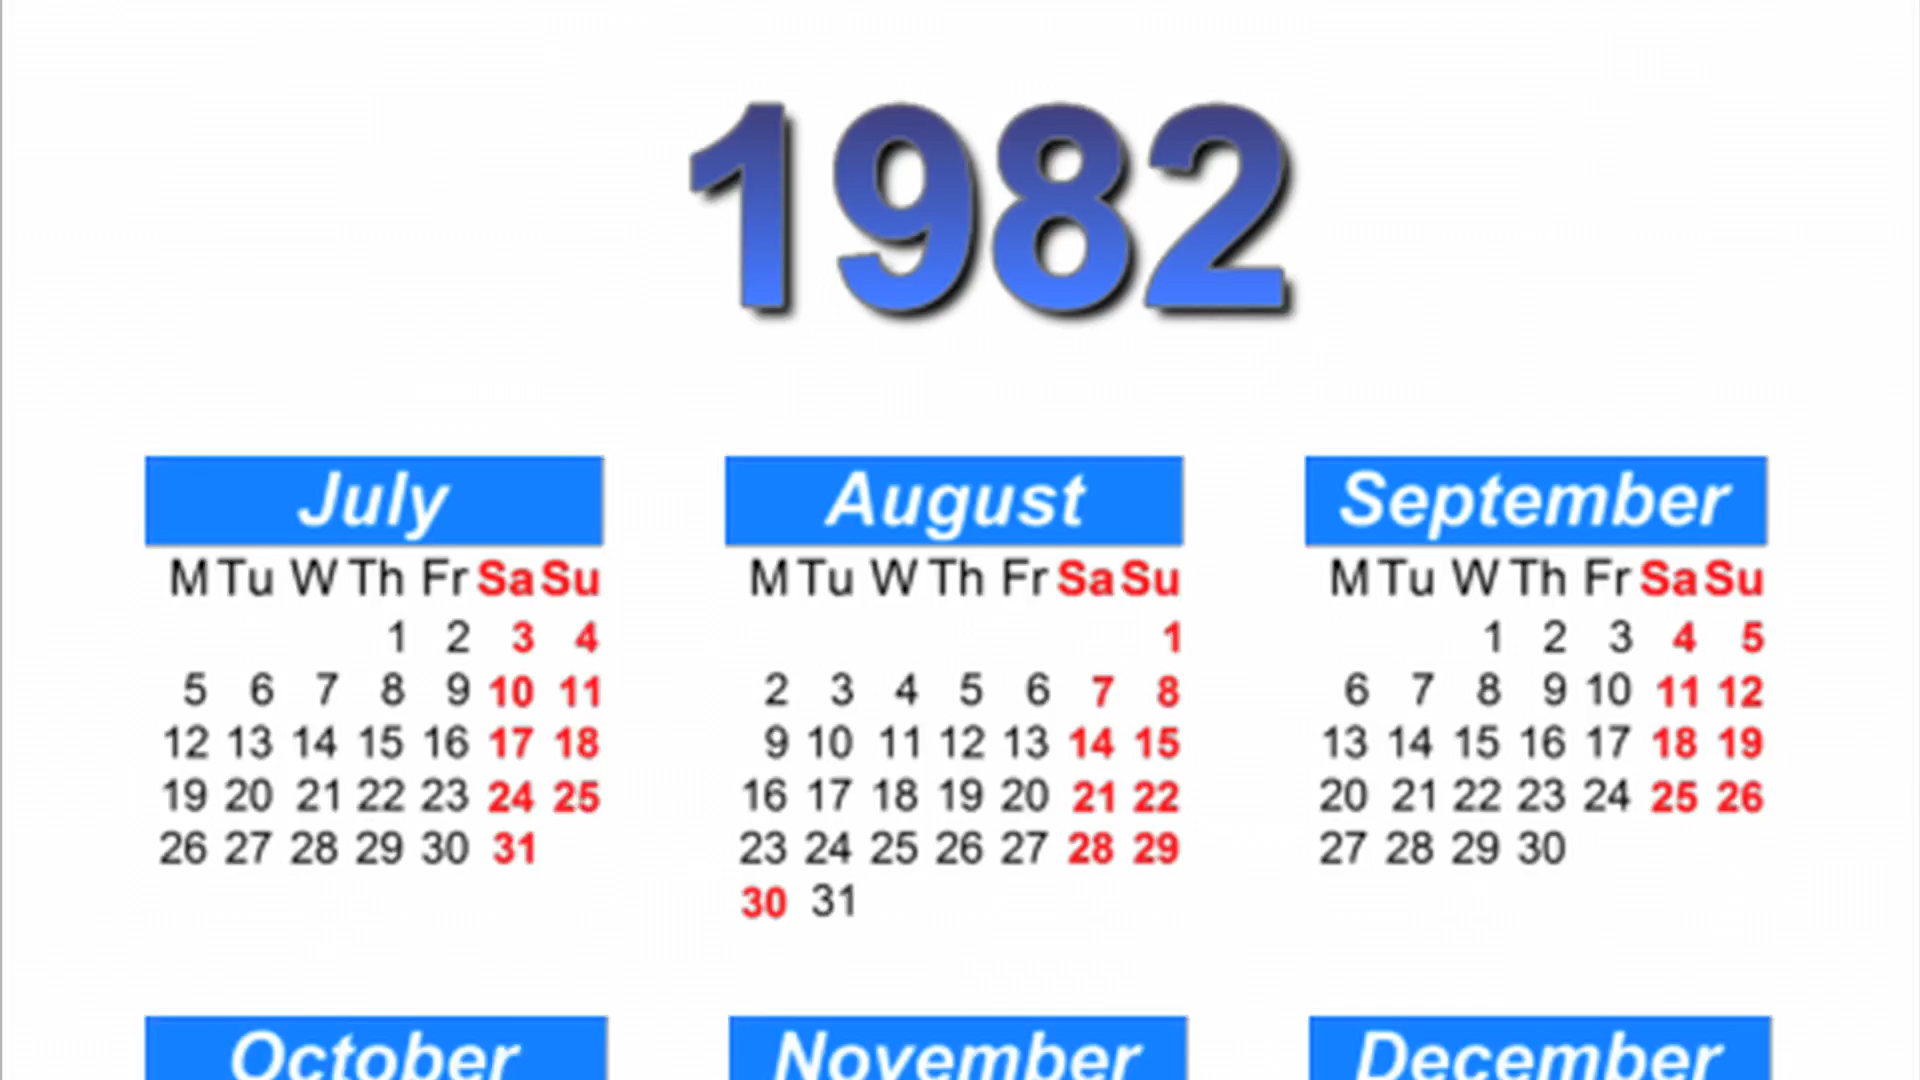 1982
July August September
M Tu W Th Fr Sa Su M Tu W Th Fr Sa Su M Tu W Th Fr Sa Su
1 2 3 4 1 1 2 3 4 5
5 6 7 8 9 10 11 2 3 4 5 6 7 8 6 7 8 9 10 11 12
12 13 14 15 16 17 18 9 10 11 12 13 14 15 13 14 15 16 17 18 19
19 20 21 22 23 24 25 16 17 18 19 20 21 22 20 21 22 23 24 25 26
26 27 28 29 30 31 23 24 25 26 27 28 29 27 28 29 30
30 31
October November December